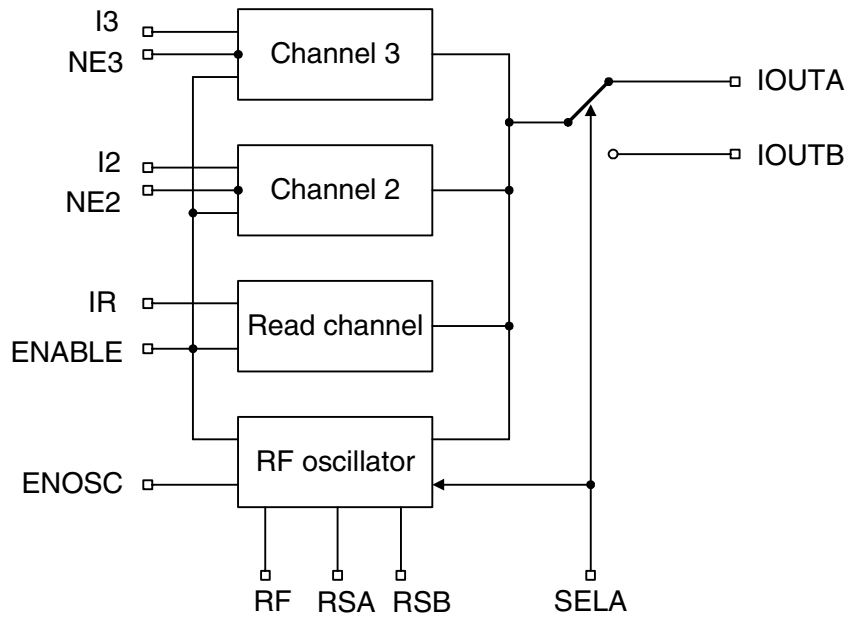 I3
Channel 3
NE3
IOUTA
I2
Channel 2
IOUTB
NE2
IR
Read channel
ENABLE
RF oscillator
ENOSC
RF
RSA
RSB
SELA